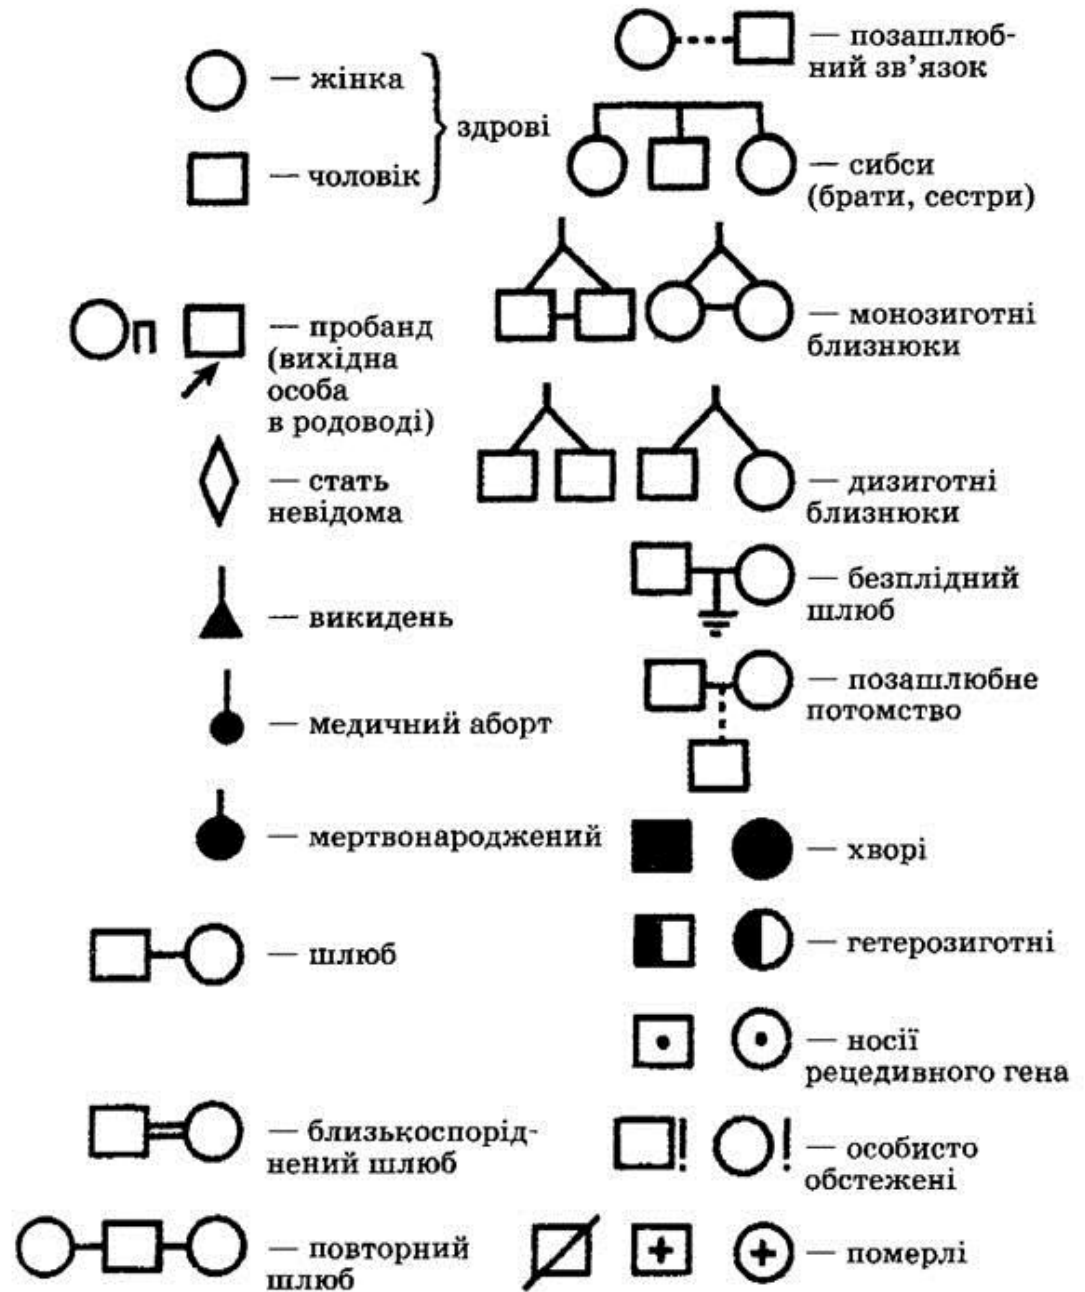 — жінка
— чоловік
здрові
П
— пробанд
(вихідна
особа
в родоводі)
— стать
невідома
— викидень
— медичний аборт
— мертвонароджений
— шлюб
— близькоспорід-
нений шлюб
— повторний
шлюб
— позашлюб-
ний зв’язок
— сибси
(брати, сестри)
— монозиготні
близнюки
— дизиготні
близнюки
— безплідний
шлюб
— позашлюбне
потомство
— хворі
— гетерозиготні
— носії
рецедивного гена
! !
— особисто
обстежені
+ +
— померлі